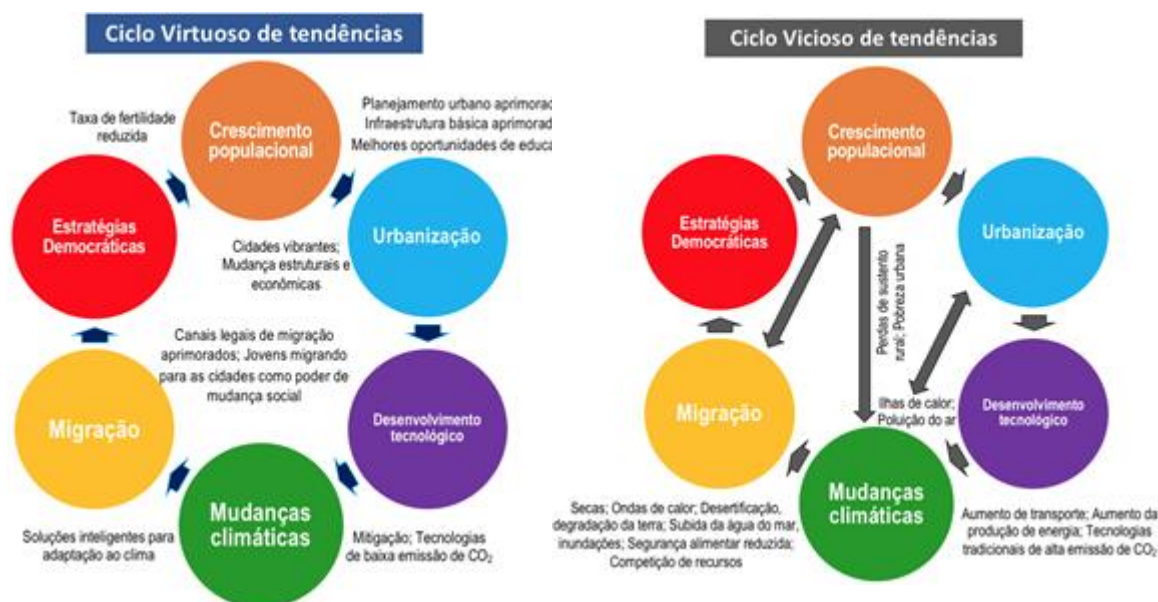 Ciclo Virtuoso de tendências
Taxa de fertilidade
reduzida
Crescimento
populacional
Planejamento urbano aprimorad
Infraestrutura básica aprimorad
Melhores oportunidades de educa
Estratégias
Democráticas
Urbanização
Cidades vibrantes;
Mudança estruturais e
econômicas
Canais legais de migração
aprimorados; Jovens migrando
para as cidades como poder de
mudança social
Migração
Desenvolvimento
tecnológico
Mudanças
climáticas
Soluções inteligentes para
adaptação ao clima
Mitigação; Tecnologias
de baixa emissão de CO₂
Ciclo Vicioso de tendências
Crescimento
populacional
Estratégias
Democráticas
Urbanização
Perdas de sustento
rural; Pobreza urbana
Migração
Ilhas de calor;
Poluição do ar
Desenvolvimento
tecnológico
Mudanças
climáticas
Secas; Ondas de calor; Desertificação,
degradação da terra; Subida da água do mar,
inundações; Segurança alimentar reduzida;
Competição de recursos
Aumento de transporte; Aumento da
produção de energia; Tecnologias
tradicionais de alta emissão de CO₂